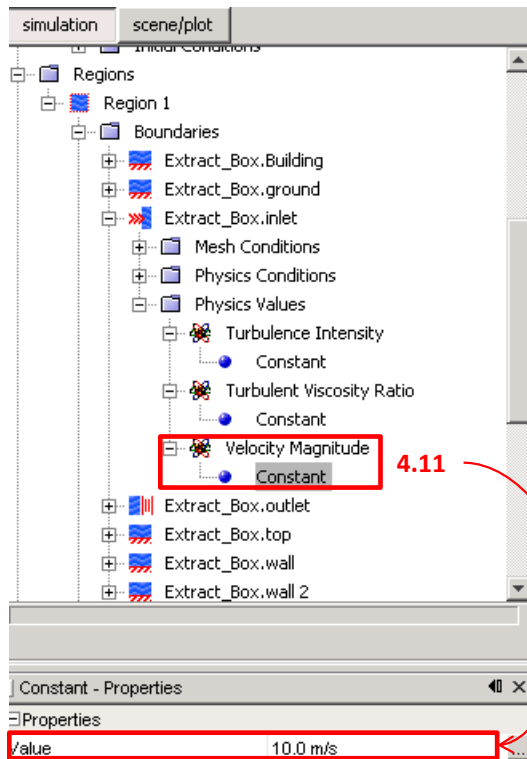 simulation scene/plot
Initial Conditions
Regions
Region 1
Boundaries
Extract_Box.Building
Extract_Box.ground
Extract_Box.inlet
Mesh Conditions
Physics Conditions
Physics Values
Turbulence Intensity
Constant
Turbulent Viscosity Ratio
Constant
Velocity Magnitude
Constant
4.11
Extract_Box.outlet
Extract_Box.top
Extract_Box.wall
Extract_Box.wall 2
Constant - Properties
Properties
Value 10.0 m/s ...